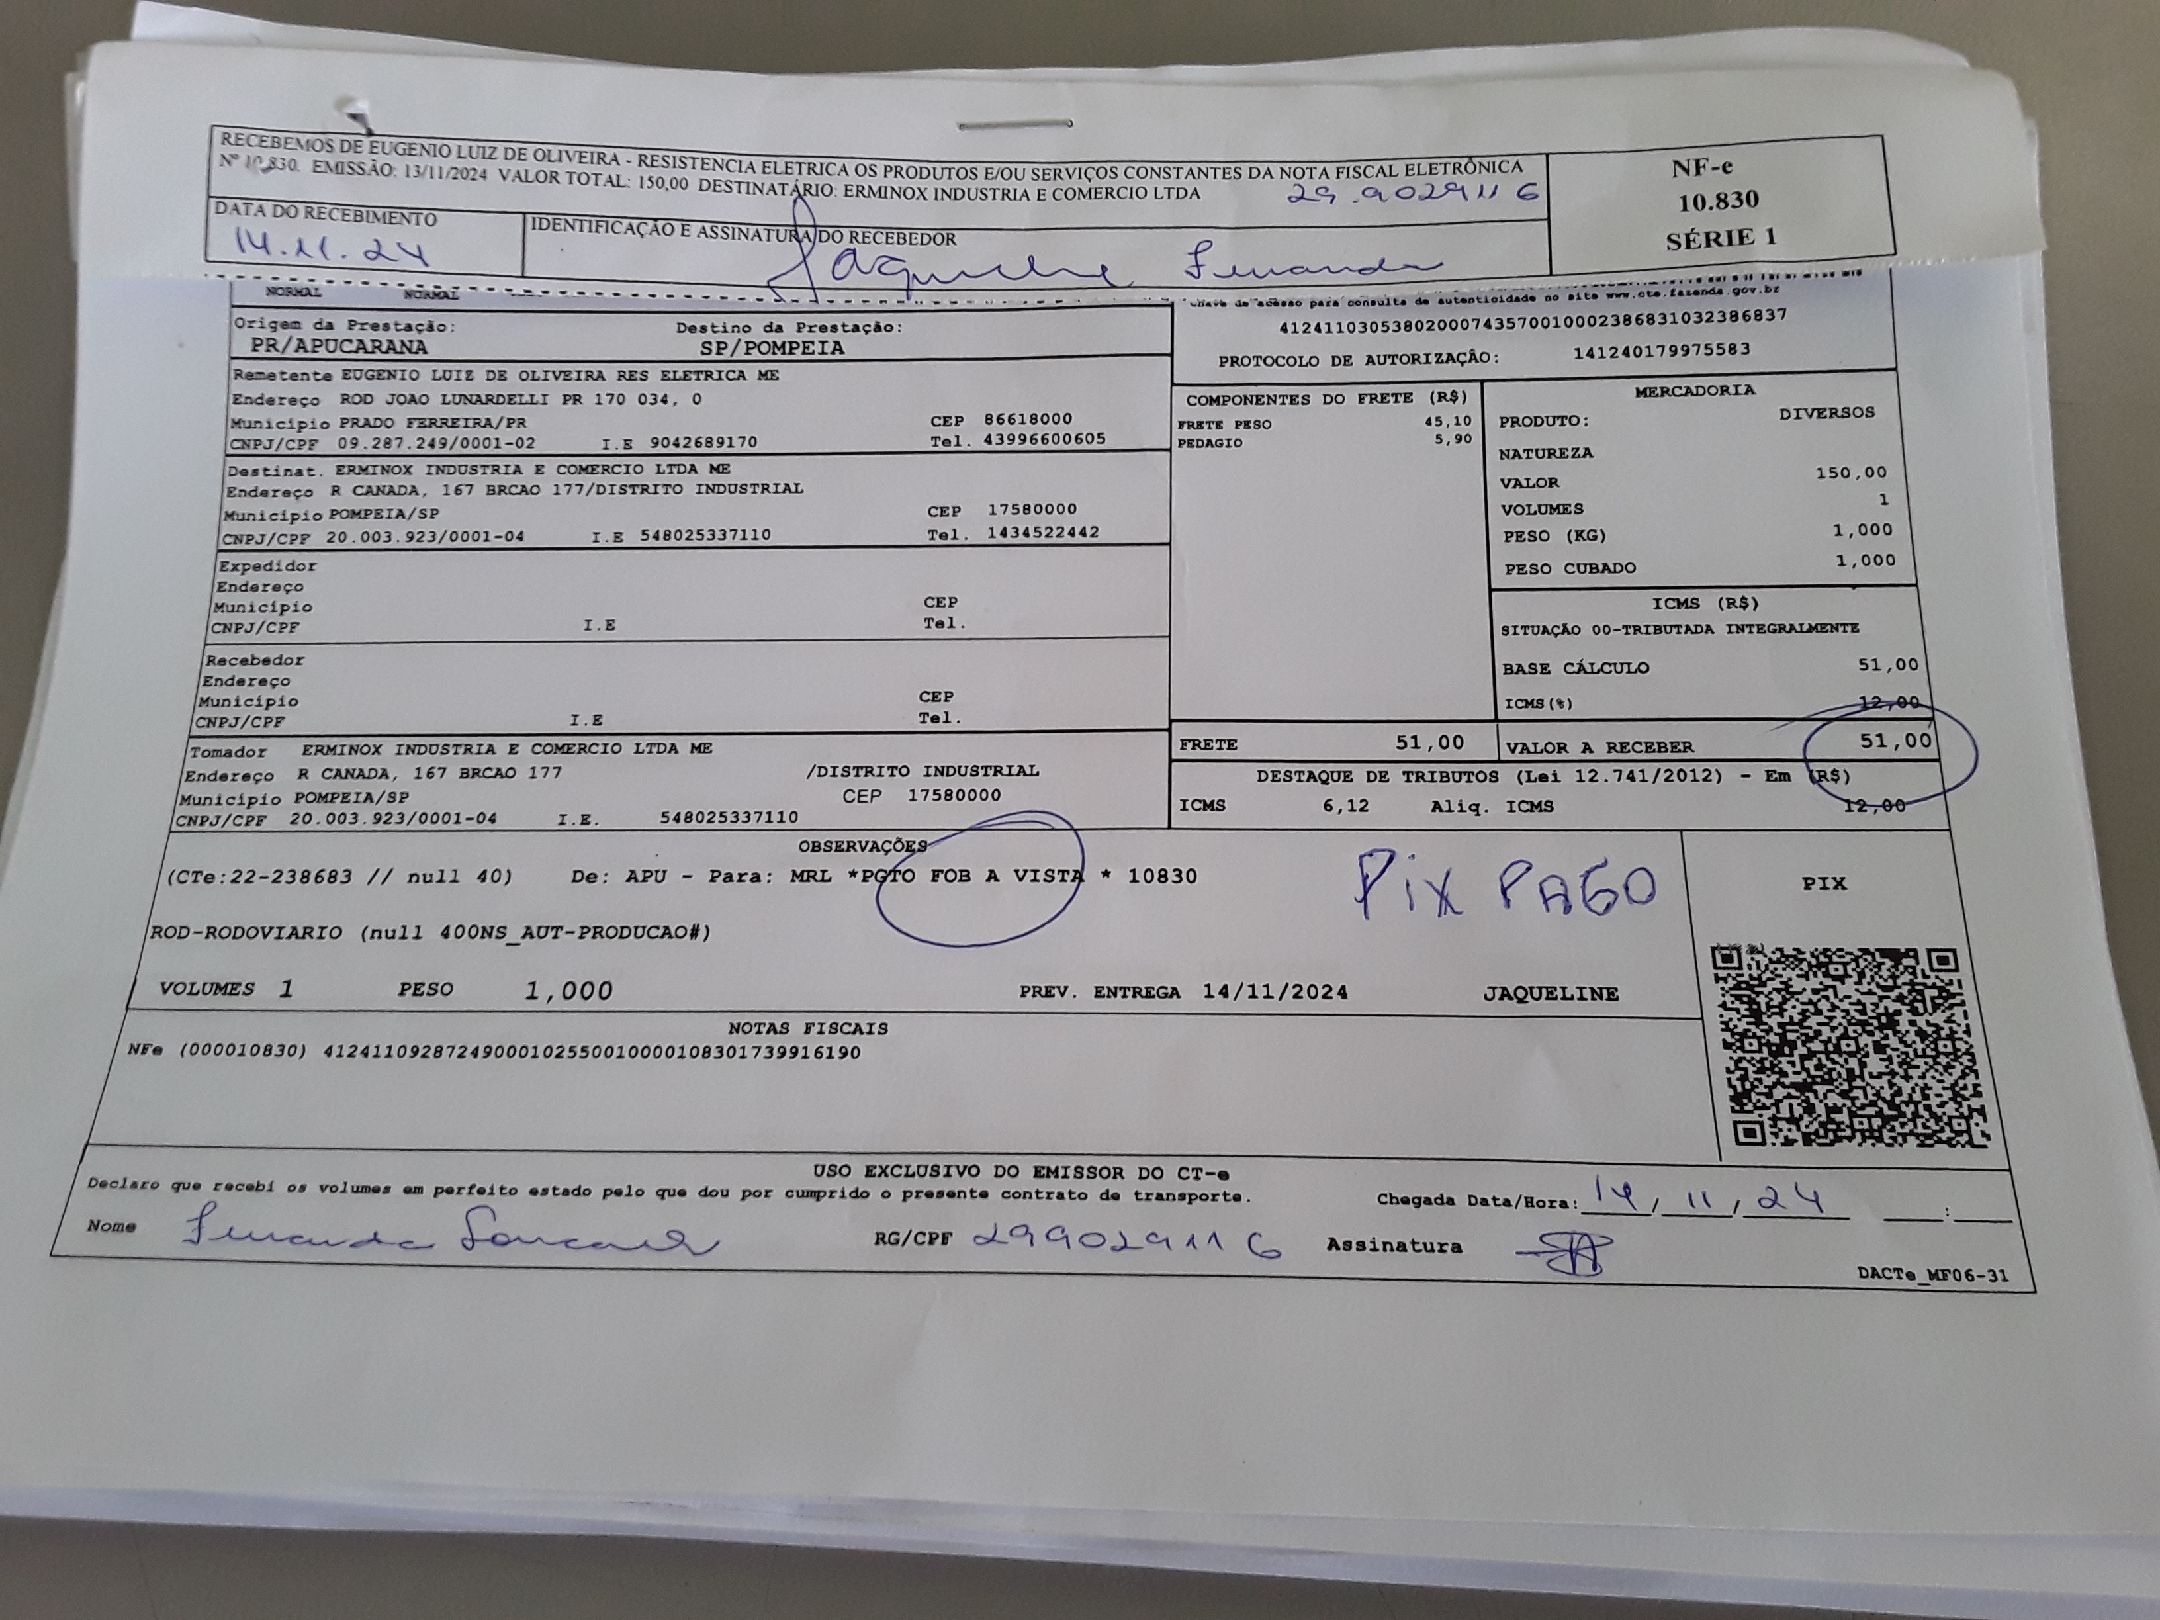 RECEBEMOS DE EUGENIO LUIZ DE OLIVEIRA - RESISTENCIA ELETRICA OS PRODUTOS E/OU SERVIÇOS CONSTANTES DA NOTA FISCAL ELETRÔNICA
Nº 10.830. EMISSÃO: 13/11/2024 VALOR TOTAL: 150,00 DESTINATÁRIO: ERMINOX INDUSTRIA E COMERCIO LTDA
29.9029116
NF-e
10.830
SÉRIE 1
DATA DO RECEBIMENTO
14.11.24
IDENTIFICAÇÃO E ASSINATURA DO RECEBEDOR
Jaqueline Fernanda
NORMAL NORMAL
Chave de acesso para consulta de autenticidade no site www.cte.fazenda.gov.bz
41241103053802000743570010002386831032386837
PROTOCOLO DE AUTORIZAÇÃO: 141240179975583
Origem da Prestação: Destino da Prestação:
PR/APUCARANA SP/POMPEIA
Remetente EUGENIO LUIZ DE OLIVEIRA RES ELETRICA ME
Endereço ROD JOAO LUNARDELLI PR 170 034, 0
Município PRADO FERREIRA/PR CEP 86618000
CNPJ/CPF 09.287.249/0001-02 I.E 9042689170 Tel. 43996600605
Destinat. ERMINOX INDUSTRIA E COMERCIO LTDA ME
Endereço R CANADA, 167 BRCAO 177/DISTRITO INDUSTRIAL
Município POMPEIA/SP CEP 17580000
CNPJ/CPF 20.003.923/0001-04 I.E 548025337110 Tel. 1434522442
Expedidor
Endereço
Município CEP
CNPJ/CPF I.E Tel.
Recebedor
Endereço
Município CEP
CNPJ/CPF I.E Tel.
Tomador ERMINOX INDUSTRIA E COMERCIO LTDA ME
Endereço R CANADA, 167 BRCAO 177 /DISTRITO INDUSTRIAL
Município POMPEIA/SP CEP 17580000
CNPJ/CPF 20.003.923/0001-04 I.E. 548025337110
COMPONENTES DO FRETE (R$)
FRETE PESO 45,10
PEDAGIO 5,90
MERCADORIA
PRODUTO: DIVERSOS
NATUREZA
VALOR 150,00
VOLUMES 1
PESO (KG) 1,000
PESO CUBADO 1,000
ICMS (R$)
SITUAÇÃO 00-TRIBUTADA INTEGRALMENTE
BASE CÁLCULO 51,00
ICMS(%) 12,00
FRETE 51,00 VALOR A RECEBER 51,00
DESTAQUE DE TRIBUTOS (Lei 12.741/2012) - Em (R$)
ICMS 6,12 Aliq. ICMS 12,00
OBSERVAÇÕES
(CTe:22-238683 // null 40) De: APU - Para: MRL *PGTO FOB A VISTA * 10830
PIX PAGO
PIX
ROD-RODOVIARIO (null 400NS_AUT-PRODUCAO#)
VOLUMES 1 PESO 1,000 PREV. ENTREGA 14/11/2024 JAQUELINE
NOTAS FISCAIS
NFe (000010830) 41241109287249000102550010000108301739916190
USO EXCLUSIVO DO EMISSOR DO CT-e
Declaro que recebi os volumes em perfeito estado pelo que dou por cumprido o presente contrato de transporte.
Chegada Data/Hora: 14/11/24 :
Nome Fernanda
RG/CPF 299029116 Assinatura
DACTe_MF06-31